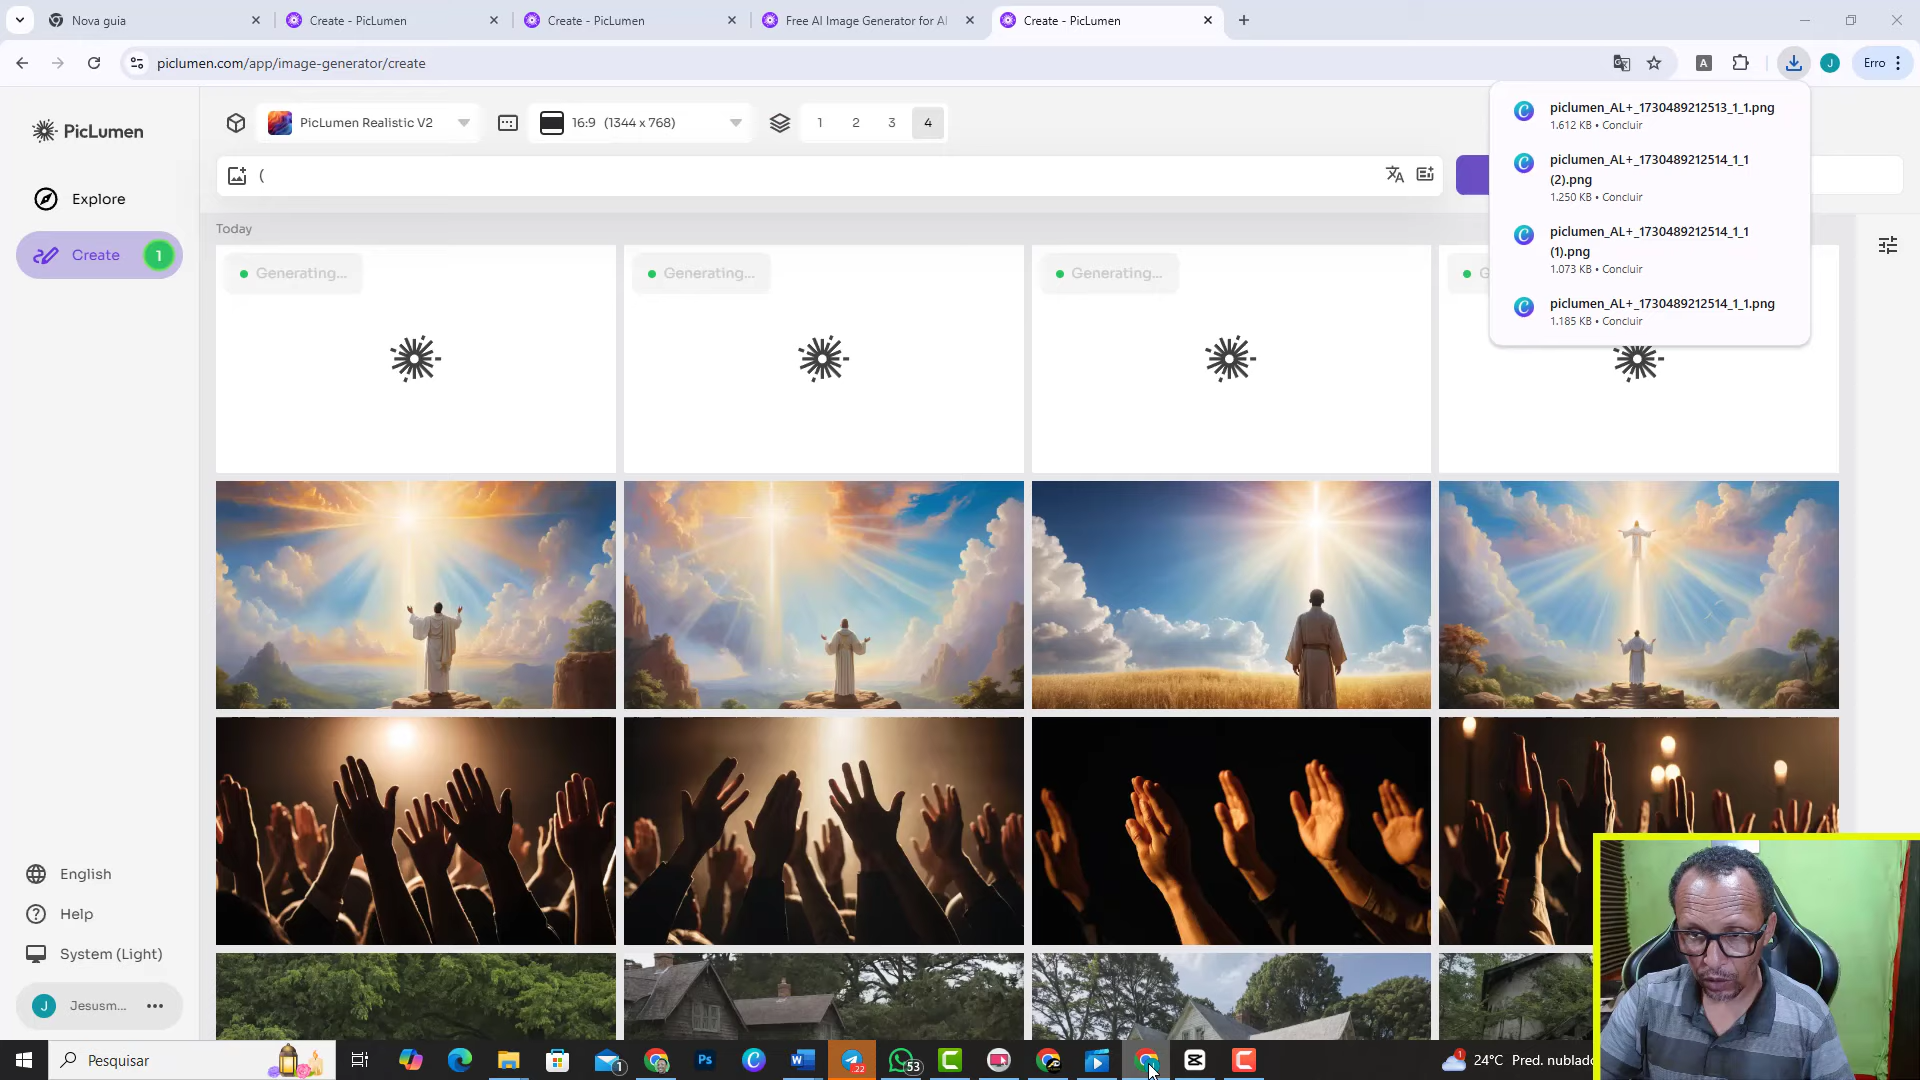 Nova guia
Create - PicLumen
Create - PicLumen
Free AI Image Generator for AI
Create - PicLumen
piclumen.com/app/image-generator/create
A
J
Erro
PicLumen
PicLumen Realistic V2
16:9 (1344 x 768)
1
2
3
4
(
Explore
Create
1
Today
Generating...
Generating...
Generating...
G
piclumen_AL+_1730489212513_1_1.png
1.612 KB • Concluir
piclumen_AL+_1730489212514_1_1
(2).png
1.250 KB • Concluir
piclumen_AL+_1730489212514_1_1
(1).png
1.073 KB • Concluir
piclumen_AL+_1730489212514_1_1.png
1.185 KB • Concluir
English
Help
System (Light)
J
Jesusm...
Pesquisar
1
Ps
53
1
24°C Pred. nublado